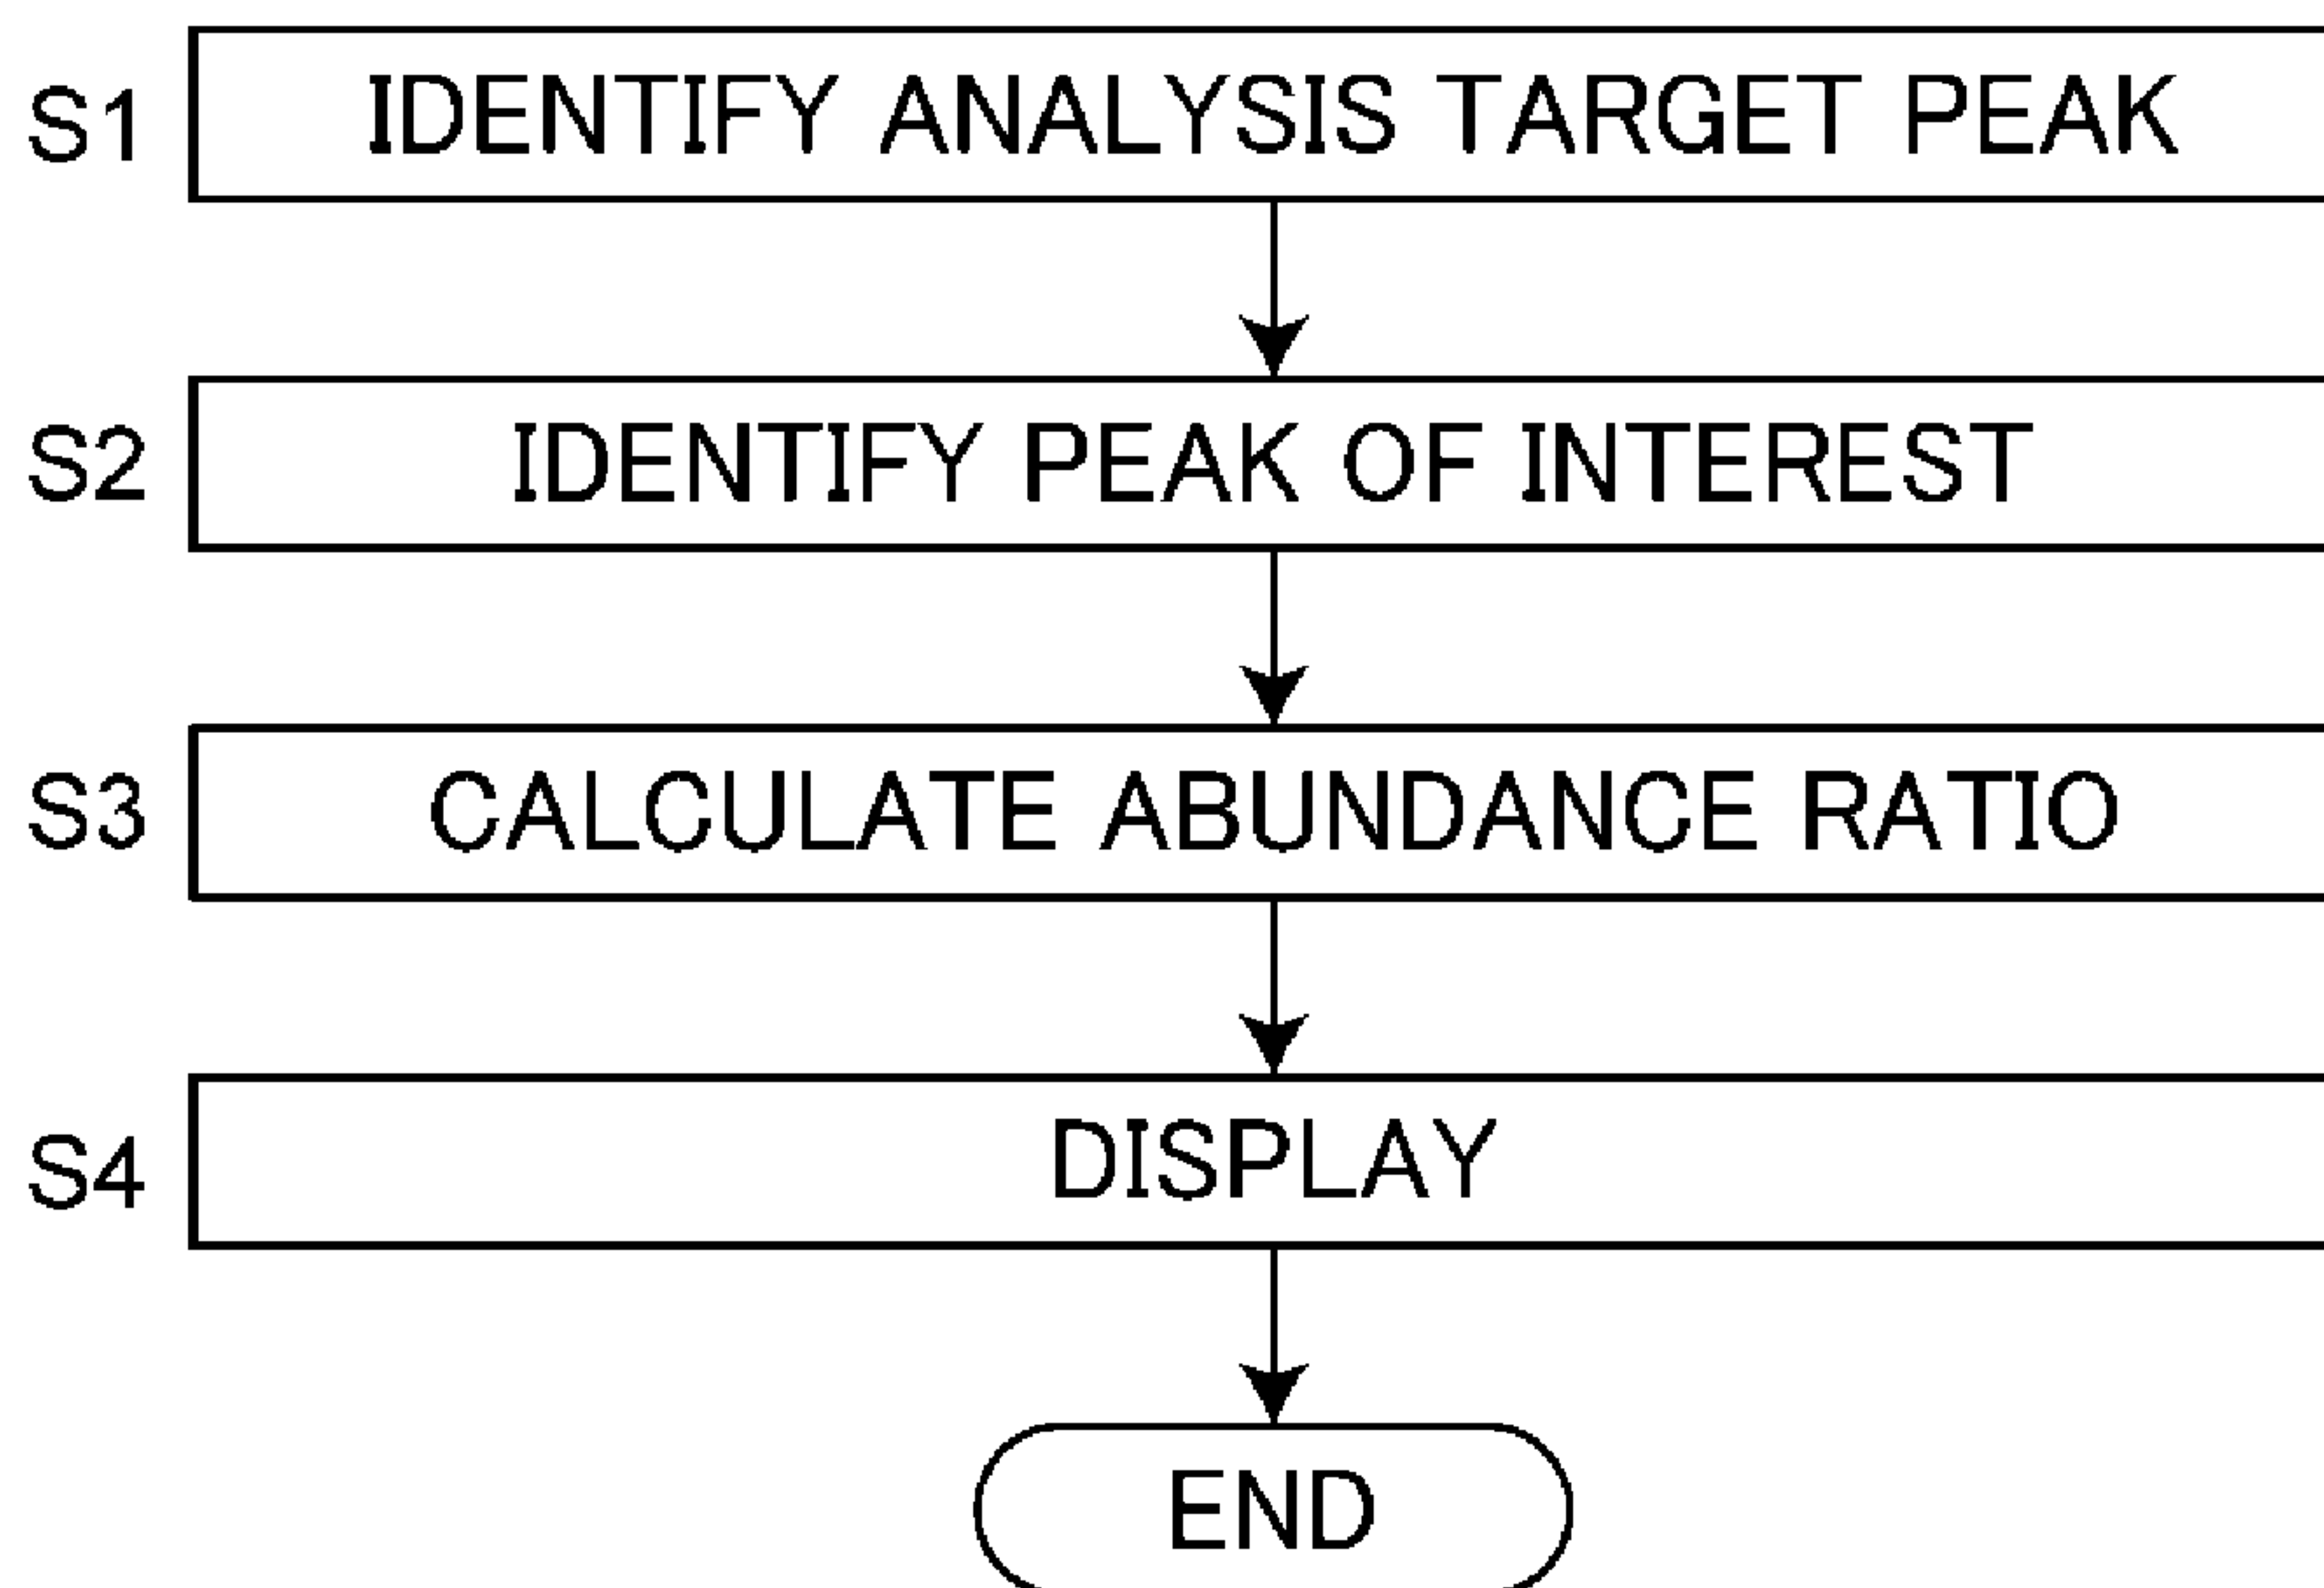 S1 IDENTIFY ANALYSIS TARGET PEAK
S2 IDENTIFY PEAK OF INTEREST
S3 CALCULATE ABUNDANCE RATIO
S4 DISPLAY
END